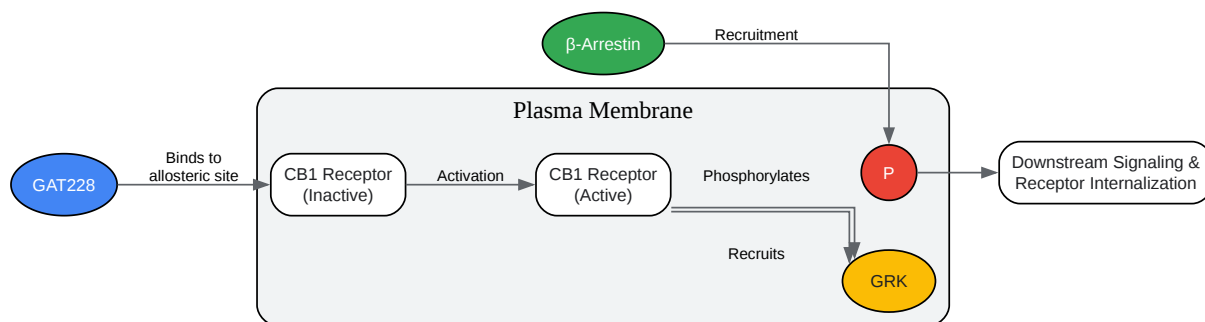 β-Arrestin
Recruitment
Plasma Membrane
GAT228
Binds to
allosteric site
CB1 Receptor
(Inactive)
Activation
CB1 Receptor
(Active)
Phosphorylates
Recruits
P
GRK
Downstream Signaling &
Receptor Internalization